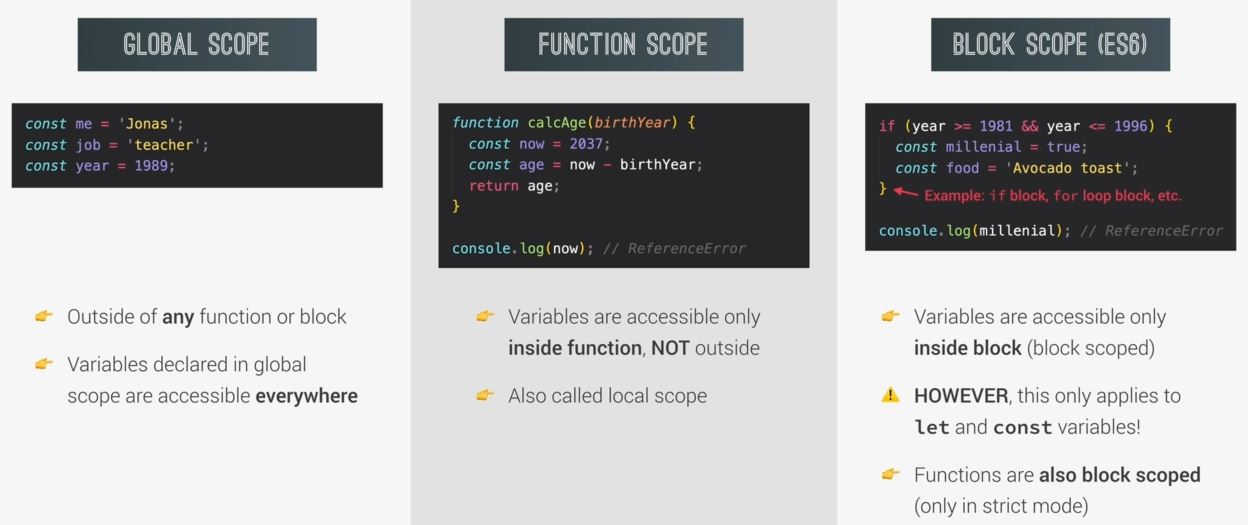 GLOBAL SCOPE
const me = 'Jonas';
const job = 'teacher';
const year = 1989;
Outside of any function or block
Variables declared in global
scope are accessible everywhere
FUNCTION SCOPE
function calcAge(birthYear) {
const now = 2037;
const age = now - birthYear;
return age;
}
console.log(now); // ReferenceError
Variables are accessible only
inside function, NOT outside
Also called local scope
BLOCK SCOPE (ES6)
if (year >= 1981 && year <= 1996) {
const millenial = true;
const food = 'Avocado toast';
} Example: if block, for loop block, etc.
console.log(millenial); // ReferenceError
Variables are accessible only
inside block (block scoped)
HOWEVER, this only applies to
let and const variables!
Functions are also block scoped
(only in strict mode)